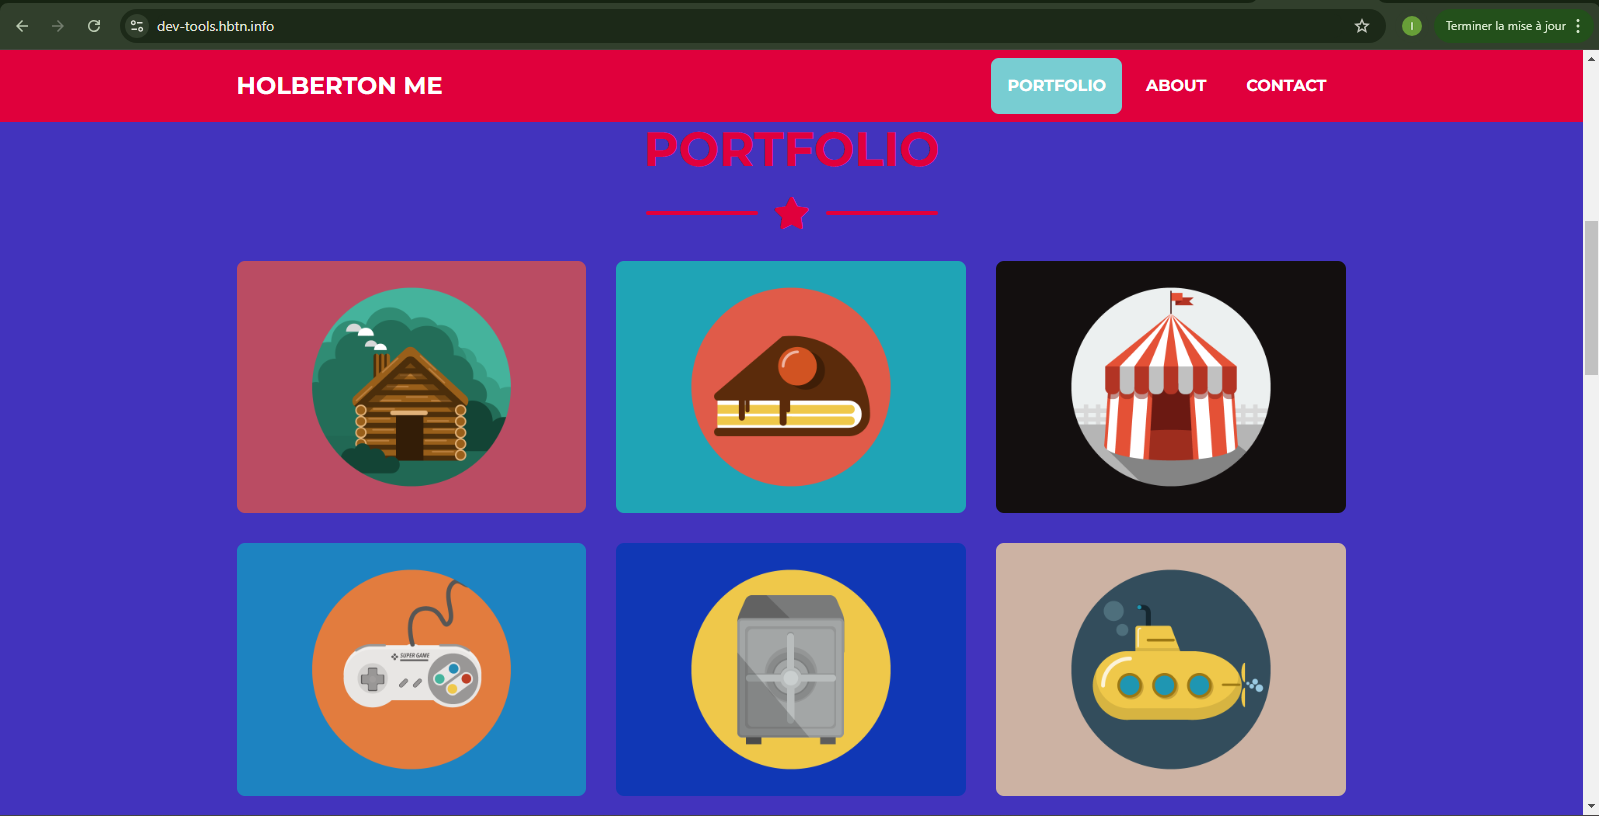 dev-tools.hbtn.info
Terminer la mise à jour
HOLBERTON ME
PORTFOLIO
ABOUT
CONTACT
PORTFOLIO
SUPER GAME